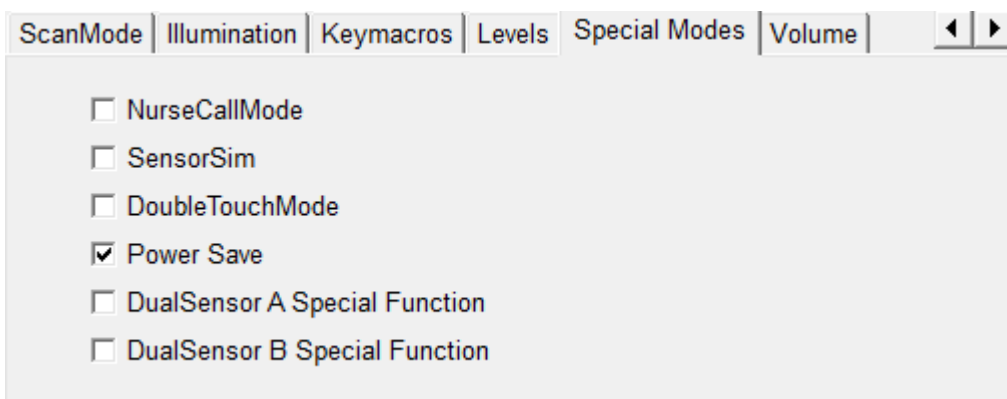 ScanMode Illumination Keymacros Levels Special Modes Volume
NurseCallMode
SensorSim
DoubleTouchMode
Power Save
DualSensor A Special Function
DualSensor B Special Function